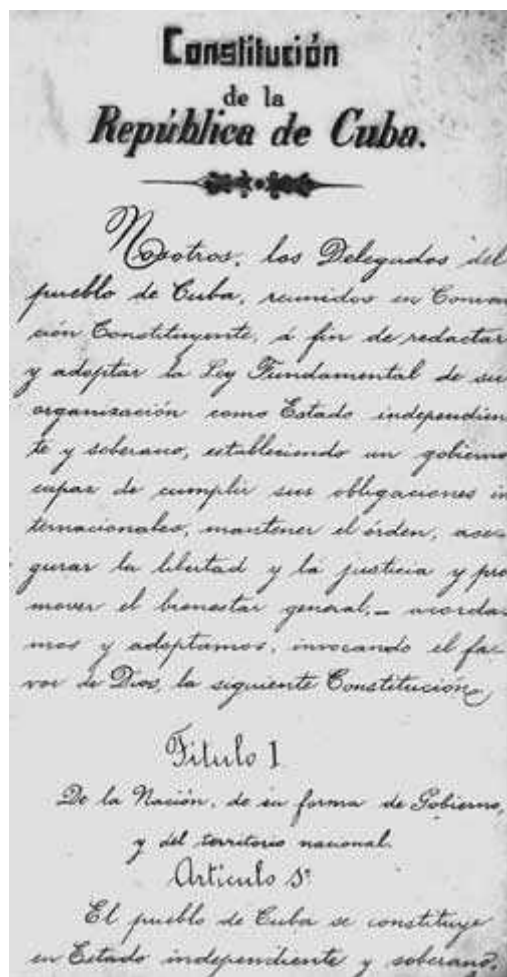 Constitución
de la
República de Cuba.
Nosotros, los Delegados del
pueblo de Cuba, reunidos en Conven
ción Constituyente, á fin de redactar
y adoptar la Ley Fundamental de su
organización como Estado independien
te y soberano, estableciendo un gobierno
capaz de cumplir sus obligaciones in
ternacionales, mantener el órden, ase-
gurar la libertad y la justicia y pro
mover el bienestar general, – acorda
mos y adoptamos, invocando el fa-
vor de Dios, la siguiente Constitución
Título I
De la Nación, de su forma de Gobierno,
y del territorio nacional.
Artículo
El pueblo de Cuba se constituye
en Estado independiente y soberano,